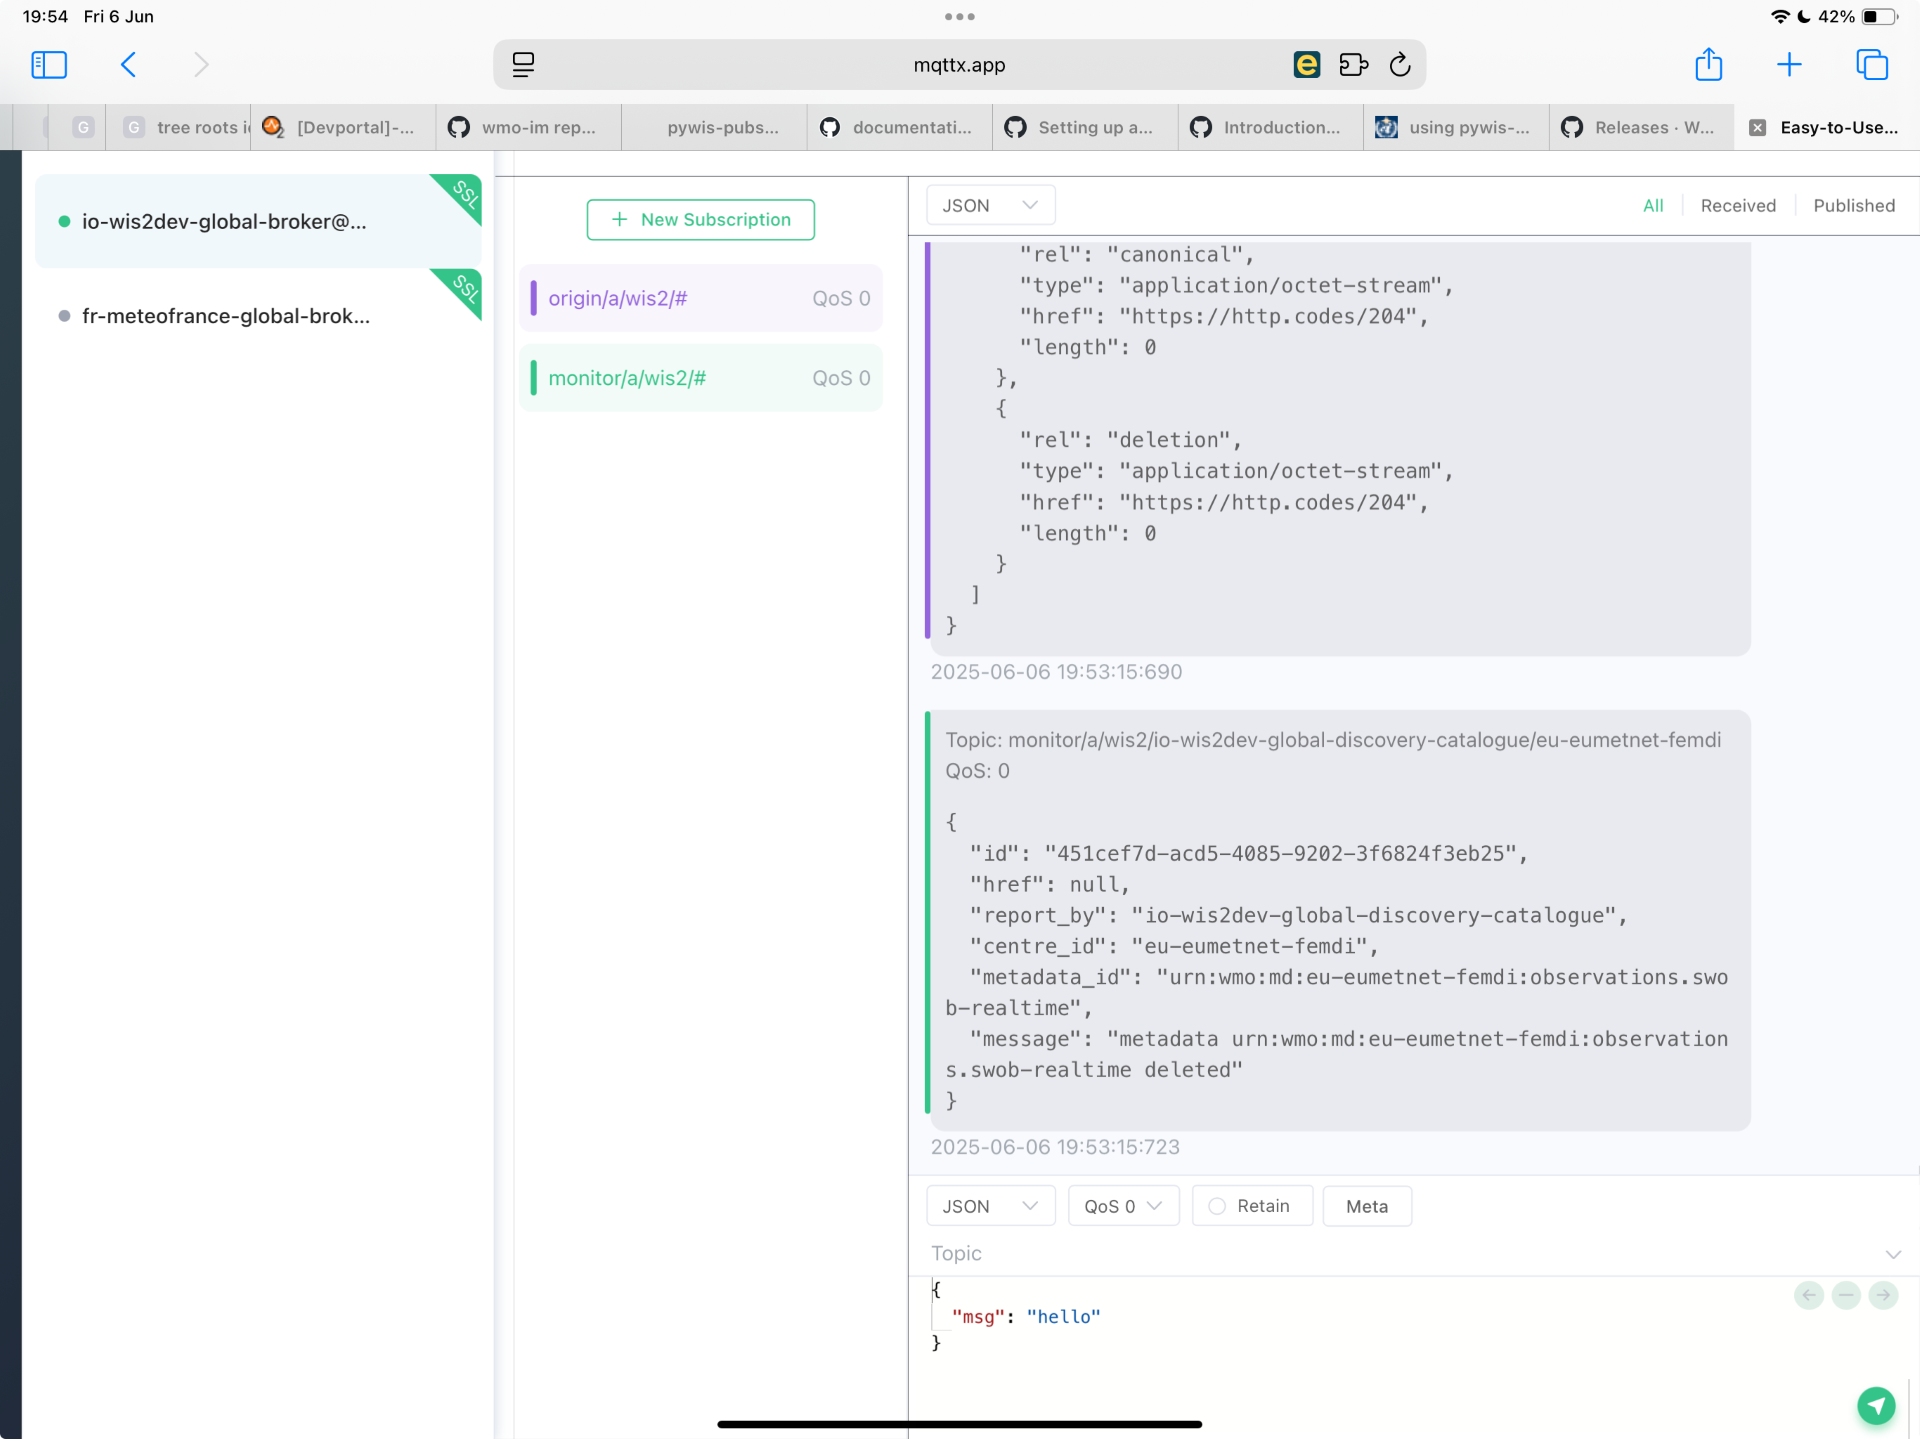 19:54 Fri 6 Jun
42%
mqttx.app
G
G tree roots i
[Devportal]-...
wmo-im rep...
pywis-pubs...
documentati...
Setting up a...
Introduction...
using pywis-...
Releases · W...
Easy-to-Use...
io-wis2dev-global-broker@...
SSL
fr-meteofrance-global-brok...
SSL
+ New Subscription
origin/a/wis2/# QoS 0
monitor/a/wis2/# QoS 0
JSON
All Received Published
"rel": "canonical",
"type": "application/octet-stream",
"href": "https://http.codes/204",
"length": 0
},
{
"rel": "deletion",
"type": "application/octet-stream",
"href": "https://http.codes/204",
"length": 0
}
]
}
2025-06-06 19:53:15:690
Topic: monitor/a/wis2/io-wis2dev-global-discovery-catalogue/eu-eumetnet-femdi
QoS: 0
{
"id": "451cef7d-acd5-4085-9202-3f6824f3eb25",
"href": null,
"report_by": "io-wis2dev-global-discovery-catalogue",
"centre_id": "eu-eumetnet-femdi",
"metadata_id": "urn:wmo:md:eu-eumetnet-femdi:observations.swo
b-realtime",
"message": "metadata urn:wmo:md:eu-eumetnet-femdi:observation
s.swob-realtime deleted"
}
2025-06-06 19:53:15:723
JSON QoS 0 Retain Meta
Topic
{
"msg": "hello"
}